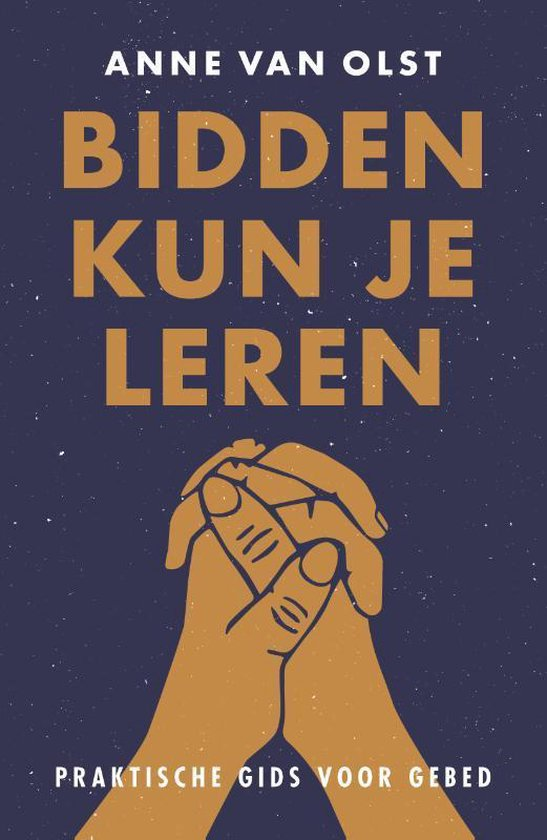 ANNE VAN OLST
BIDDEN
KUN JE
LEREN
PRAKTISCHE GIDS VOOR GEBED